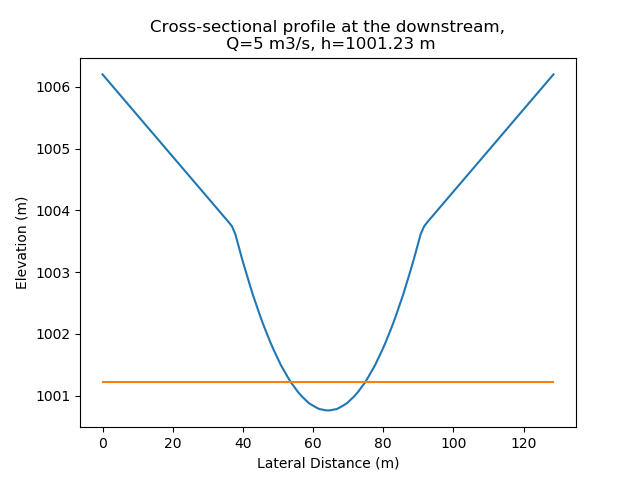 Cross-sectional profile at the downstream,
Q=5 m3/s, h=1001.23 m
1006
1005
1004
1003
1002
1001
Elevation (m)
0 20 40 60 80 100 120
Lateral Distance (m)